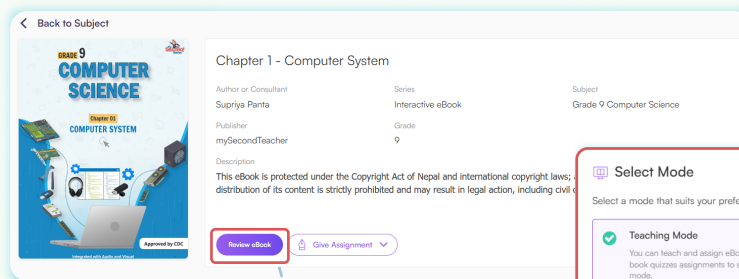 Back to Subject
GRADE 9
COMPUTER
SCIENCE
Chapter 01
COMPUTER SYSTEM
Approved by CDC
Integrated with Audio and Visual
Chapter 1 - Computer System
Author or Consultant
Series
Subject
Supriya Panta
Interactive eBook
Grade 9 Computer Science
Publisher
Grade
mySecondTeacher
9
Description
This eBook is protected under the Copyright Act of Nepal and international copyright laws;
distribution of its content is strictly prohibited and may result in legal action, including civil
Review eBook
Give Assignment
Select Mode
Select a mode that suits your prefe
Teaching Mode
You can teach and assign eBo
book quizzes assignments to s
mode.